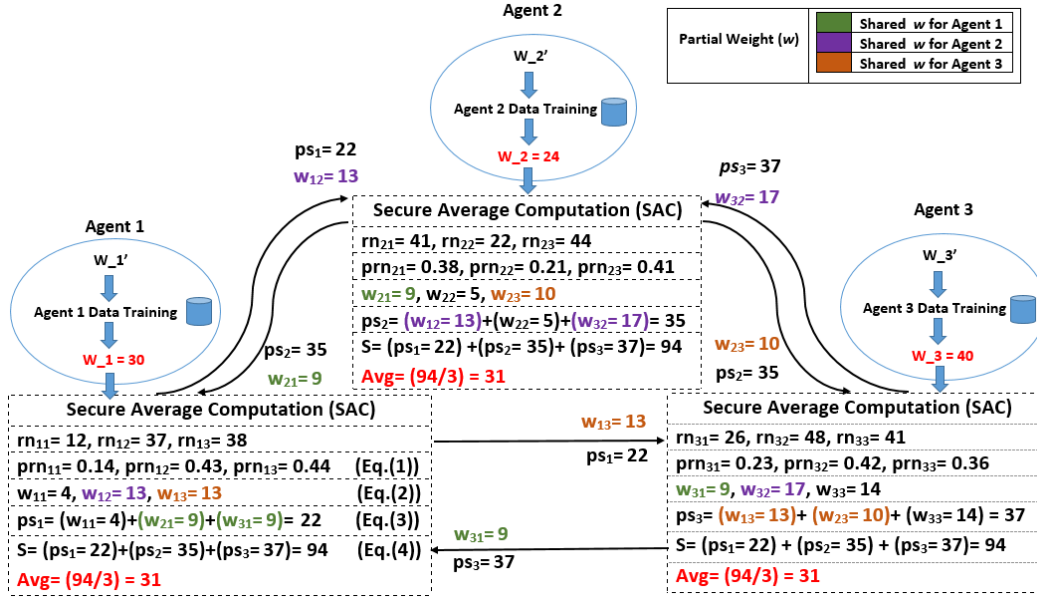 Agent 2
W_2’
Agent 2 Data Training
W_2 = 24
Partial Weight (w)
Shared w for Agent 1
Shared w for Agent 2
Shared w for Agent 3
ps₁= 22
w₁₂= 13
ps₃= 37
w₃₂= 17
Secure Average Computation (SAC)
rn₂₁= 41, rn₂₂= 22, rn₂₃= 44
prn₂₁= 0.38, prn₂₂= 0.21, prn₂₃= 0.41
w₂₁= 9, w₂₂= 5, w₂₃= 10
ps₂= (w₁₂= 13)+(w₂₂= 5)+(w₃₂= 17)= 35
S= (ps₁= 22) +(ps₂= 35)+ (ps₃= 37)= 94
Avg= (94/3) = 31
Agent 1
W_1’
Agent 1 Data Training
W_1 = 30
ps₂= 35
w₂₁= 9
Agent 3
W_3’
Agent 3 Data Training
W_3 = 40
w₂₃= 10
ps₂= 35
Secure Average Computation (SAC)
rn₁₁= 12, rn₁₂= 37, rn₁₃= 38
prn₁₁= 0.14, prn₁₂= 0.43, prn₁₃= 0.44 (Eq.(1))
w₁₁= 4, w₁₂= 13, w₁₃= 13 (Eq.(2))
ps₁= (w₁₁= 4)+(w₂₁= 9)+(w₃₁= 9)= 22 (Eq.(3)
S= (ps₁= 22)+(ps₂= 35)+(ps₃= 37)= 94 (Eq.(4))
Avg= (94/3) = 31
w₁₃= 13
ps₁= 22
w₃₁= 9
ps₃= 37
Secure Average Computation (SAC)
rn₃₁= 26, rn₃₂= 48, rn₃₃= 41
prn₃₁= 0.23, prn₃₂= 0.42, prn₃₃= 0.36
w₃₁= 9, w₃₂= 17, w₃₃= 14
ps₃= (w₁₃= 13)+ (w₂₃= 10)+ (w₃₃= 14) = 37
S= (ps₁= 22) + (ps₂= 35) + (ps₃= 37)= 94
Avg= (94/3) = 31